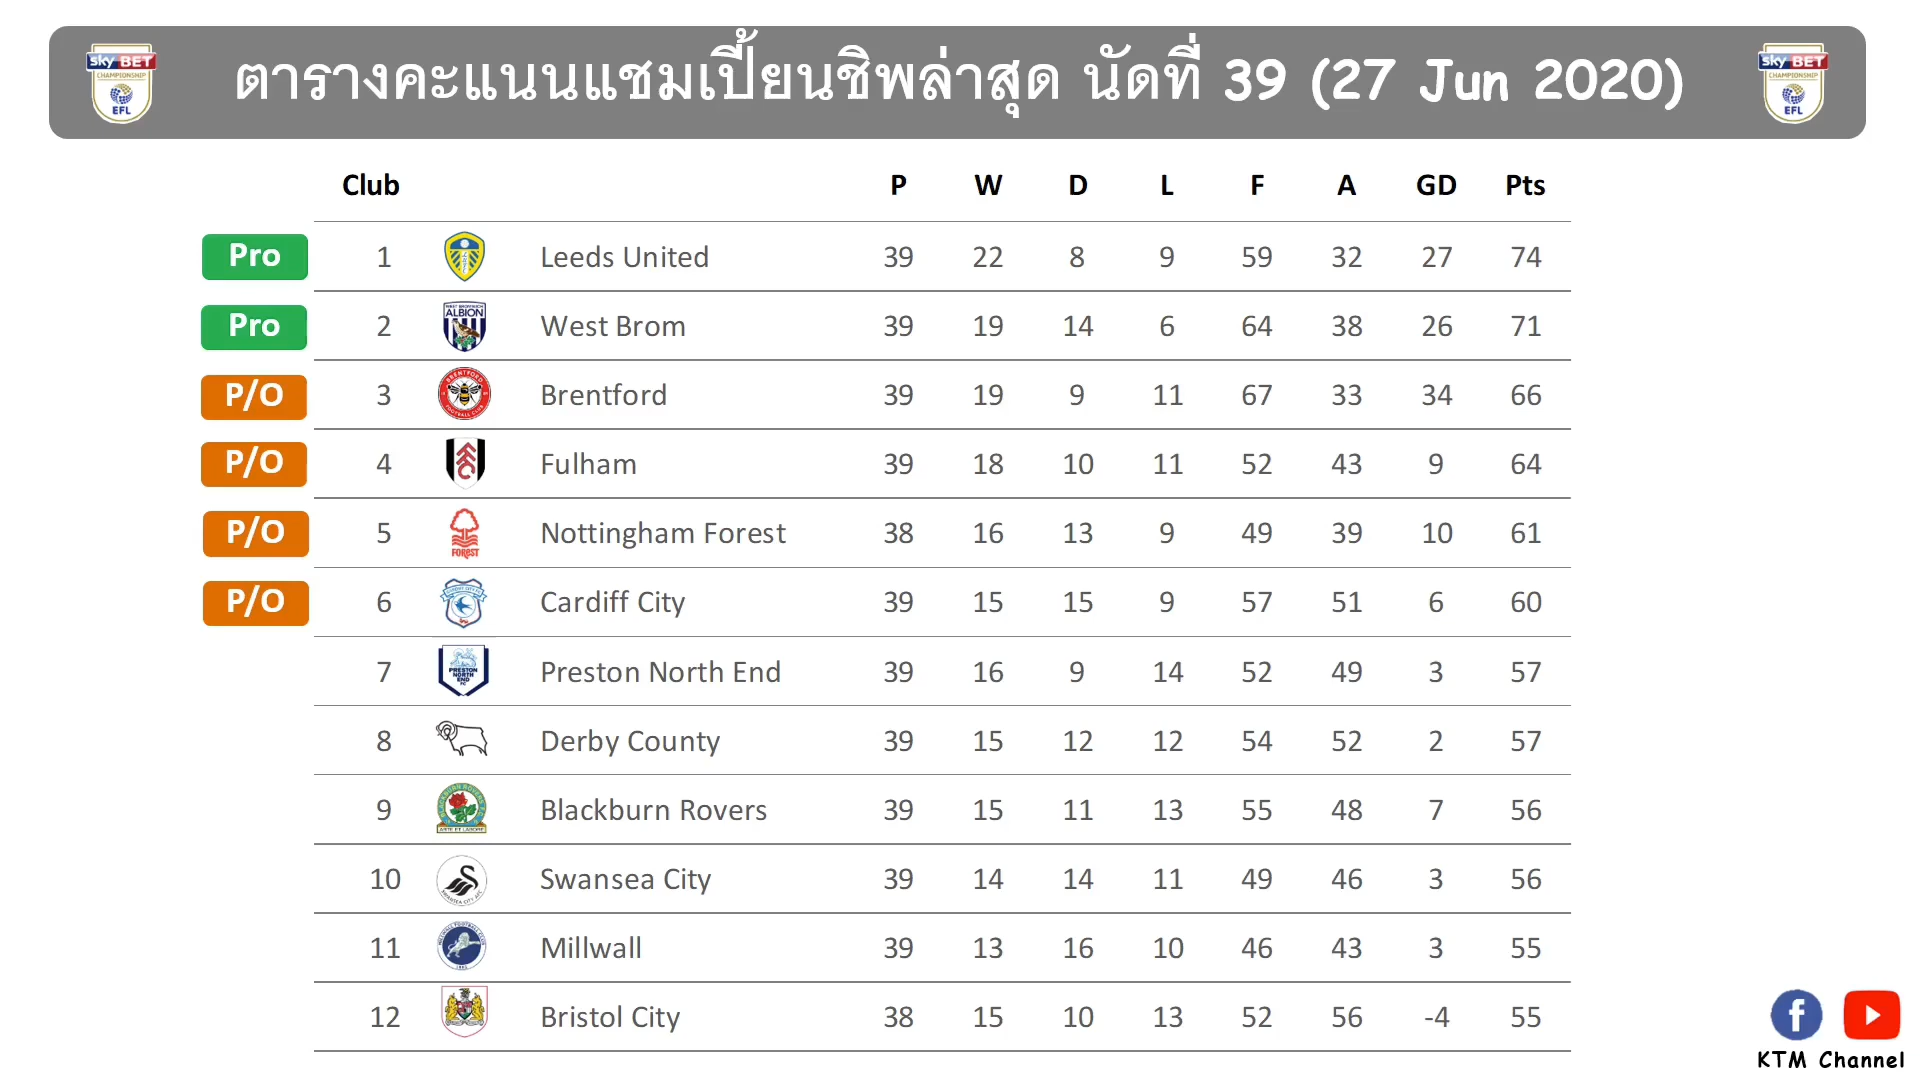 ตารางคะแนนแชมเปี้ยนชิพล่าสุด นัดที่ 39 (27 Jun 2020)
sky BET
CHAMPIONSHIP
EFL
sky BET
CHAMPIONSHIP
EFL
Club P W D L F A GD Pts
Pro 1 Leeds United 39 22 8 9 59 32 27 74
Pro 2 West Brom 39 19 14 6 64 38 26 71
P/O 3 Brentford 39 19 9 11 67 33 34 66
P/O 4 Fulham 39 18 10 11 52 43 9 64
P/O 5 Nottingham Forest 38 16 13 9 49 39 10 61
P/O 6 Cardiff City 39 15 15 9 57 51 6 60
7 Preston North End 39 16 9 14 52 49 3 57
8 Derby County 39 15 12 12 54 52 2 57
9 Blackburn Rovers 39 15 11 13 55 48 7 56
10 Swansea City 39 14 14 11 49 46 3 56
11 Millwall 39 13 16 10 46 43 3 55
12 Bristol City 38 15 10 13 52 56 -4 55
KTM Channel